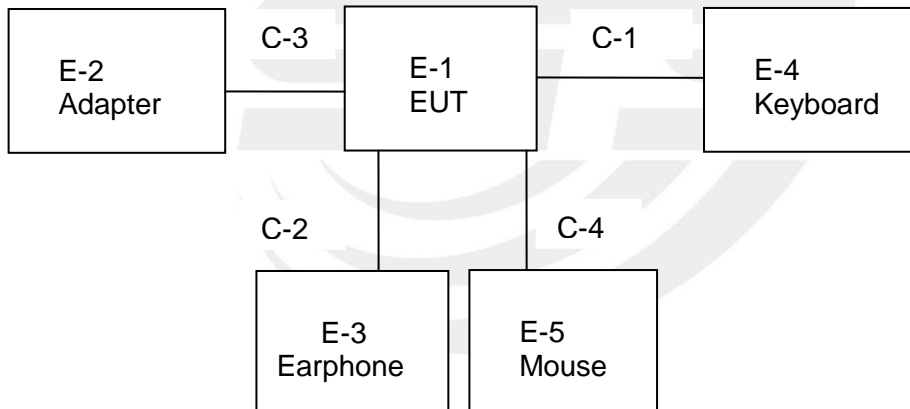 C-3
C-1
E-2
Adapter
E-1
EUT
E-4
Keyboard
C-2
C-4
E-3
Earphone
E-5
Mouse